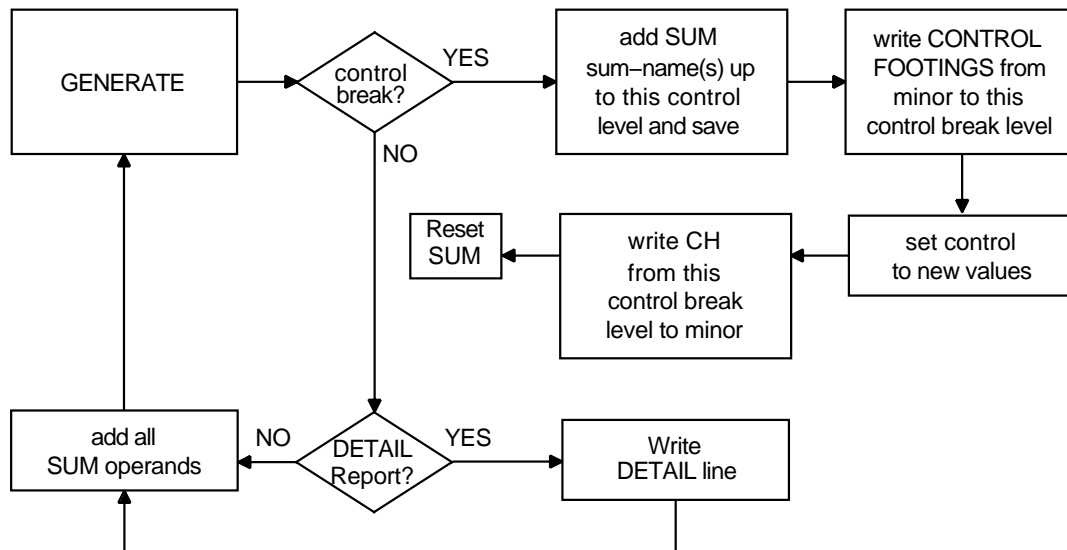 GENERATE
control
break?
YES
add SUM
sum–name(s) up
to this control
level and save
write CONTROL
FOOTINGS from
minor to this
control break level
NO
Reset
SUM
write CH
from this
control break
level to minor
set control
to new values
add all
SUM operands
NO
DETAIL
Report?
YES
Write
DETAIL line